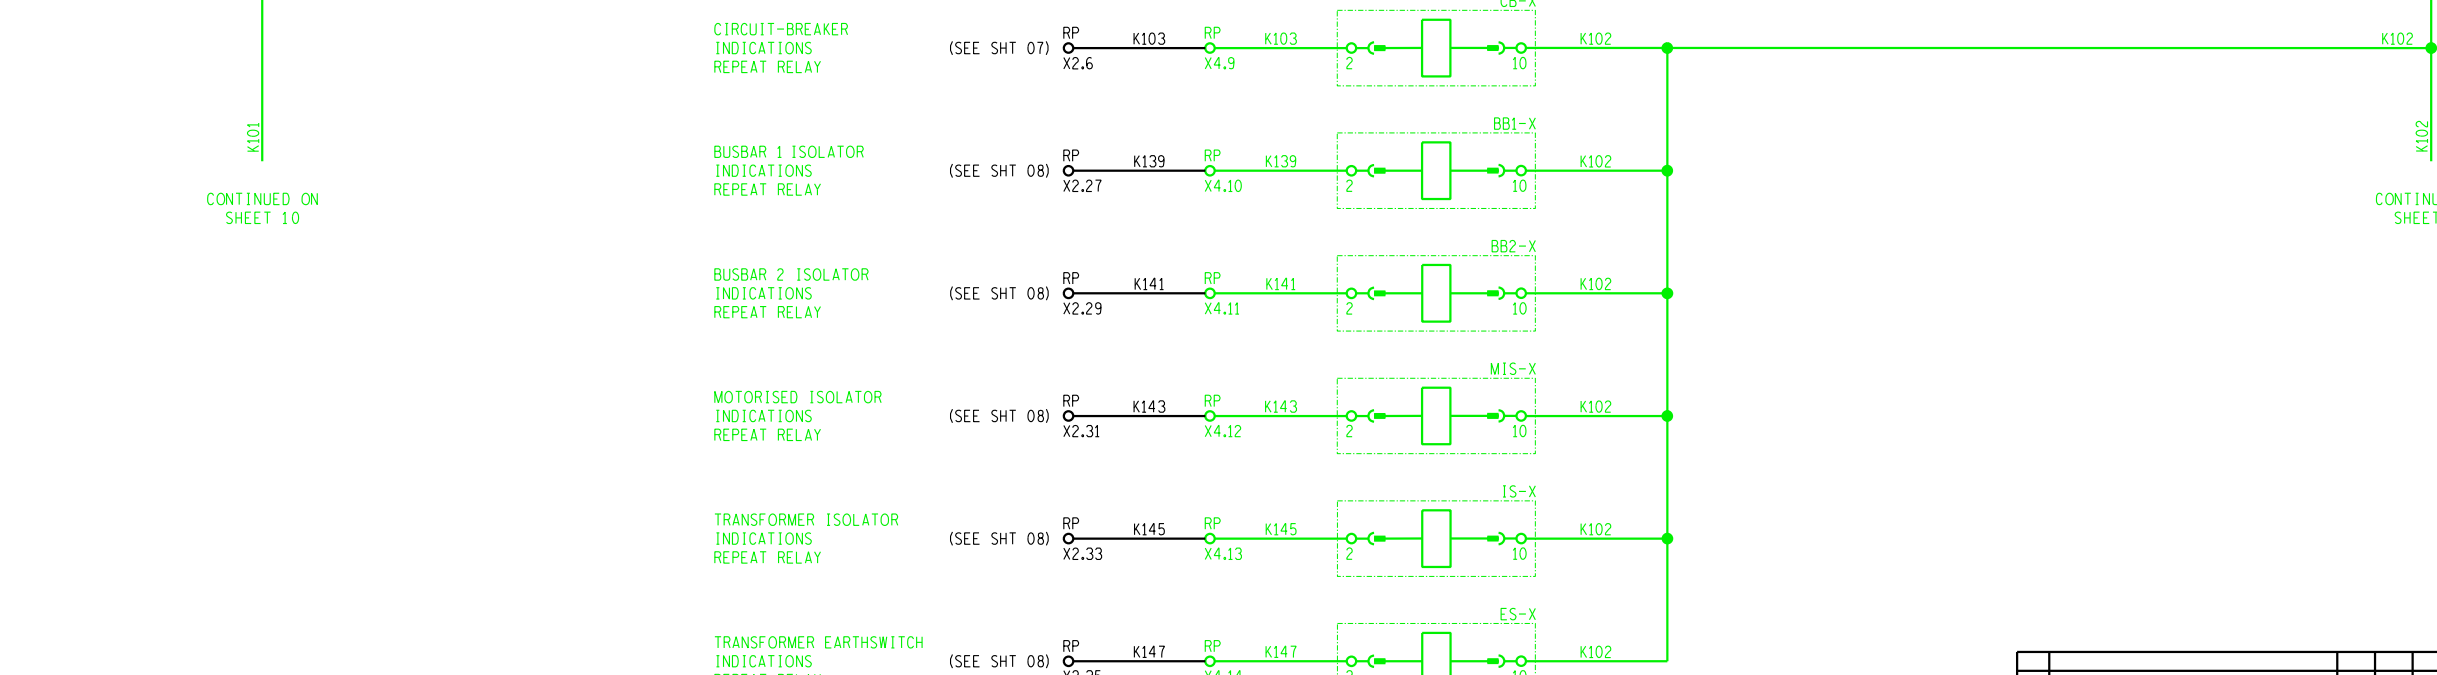 CB-X
CIRCUIT-BREAKER
INDICATIONS
REPEAT RELAY
(SEE SHT 07)
RP
X2.6
K103
RP
X4.9
K103
2
10
K102
K102
K101
CONTINUED ON
SHEET 10
K102
BB1-X
BUSBAR 1 ISOLATOR
INDICATIONS
REPEAT RELAY
(SEE SHT 08)
RP
X2.27
K139
RP
X4.10
K139
2
10
K102
BB2-X
BUSBAR 2 ISOLATOR
INDICATIONS
REPEAT RELAY
(SEE SHT 08)
RP
X2.29
K141
RP
X4.11
K141
2
10
K102
MIS-X
MOTORISED ISOLATOR
INDICATIONS
REPEAT RELAY
(SEE SHT 08)
RP
X2.31
K143
RP
X4.12
K143
2
10
K102
IS-X
TRANSFORMER ISOLATOR
INDICATIONS
REPEAT RELAY
(SEE SHT 08)
RP
X2.33
K145
RP
X4.13
K145
2
10
K102
ES-X
TRANSFORMER EARTHSWITCH
INDICATIONS
(SEE SHT 08)
RP
K147
RP
K147
K102